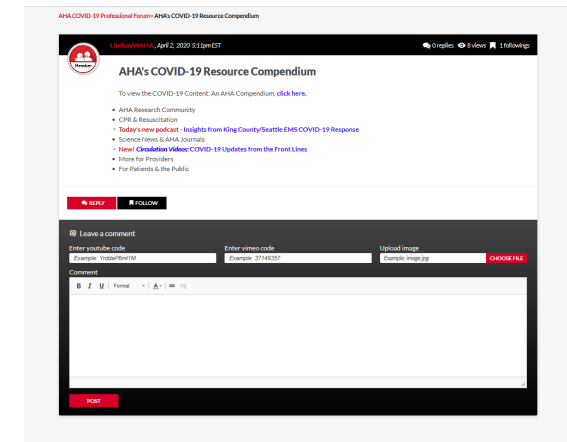 AHA COVID-19 Professional Forum> AHA'S COVID-19 Resource Compendium
LindsayWAHA , April 2, 2020 5:11pm EST
0 replies 8 views 1 followings
Member
AHA's COVID-19 Resource Compendium
To view the COVID-19 Content: An AHA Compendium, click here.
AHA Research Community
CPR & Resuscitation
Today's new podcast - Insights from King County/Seattle EMS COVID-19 Response
Science News & AHA Journals
New! Circulation Videos: COVID-19 Updates from the Front Lines
More for Providers
For Patients & the Public
REPLY FOLLOW
Leave a comment
Enter youtube code Enter vimeo code Upload image
Example: YrddaP6mI1M Example: 37149357 Example: image.jpg CHOOSE FILE
Comment
B I U Format A
POST